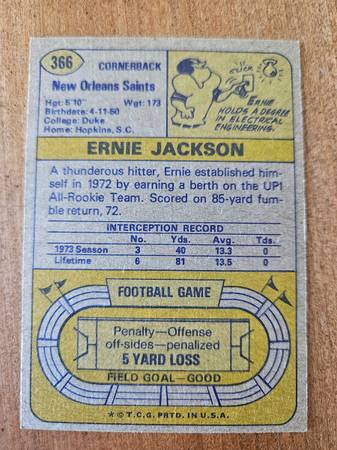 366
CORNERBACK
New Orleans Saints
Hgt: 5'10" Wgt: 173
Birthdate: 4-11-50
College: Duke
Home: Hopkins, S.C.
CLICK
ERNIE
HOLDS A DEGREE
IN ELECTRICAL
ENGINEERING.
ERNIE JACKSON
A thunderous hitter, Ernie established him-
self in 1972 by earning a berth on the UPI
All-Rookie Team. Scored on 85-yard fum-
ble return, '72.
INTERCEPTION RECORD
No. Yds. Avg. Tds.
1973 Season 3 40 13.3 0
Lifetime 6 81 13.5 0
FOOTBALL GAME
Penalty—Offense
off-sides—penalized
5 YARD LOSS
FIELD GOAL—GOOD
* © T.C.G. PRTD. IN U.S.A.